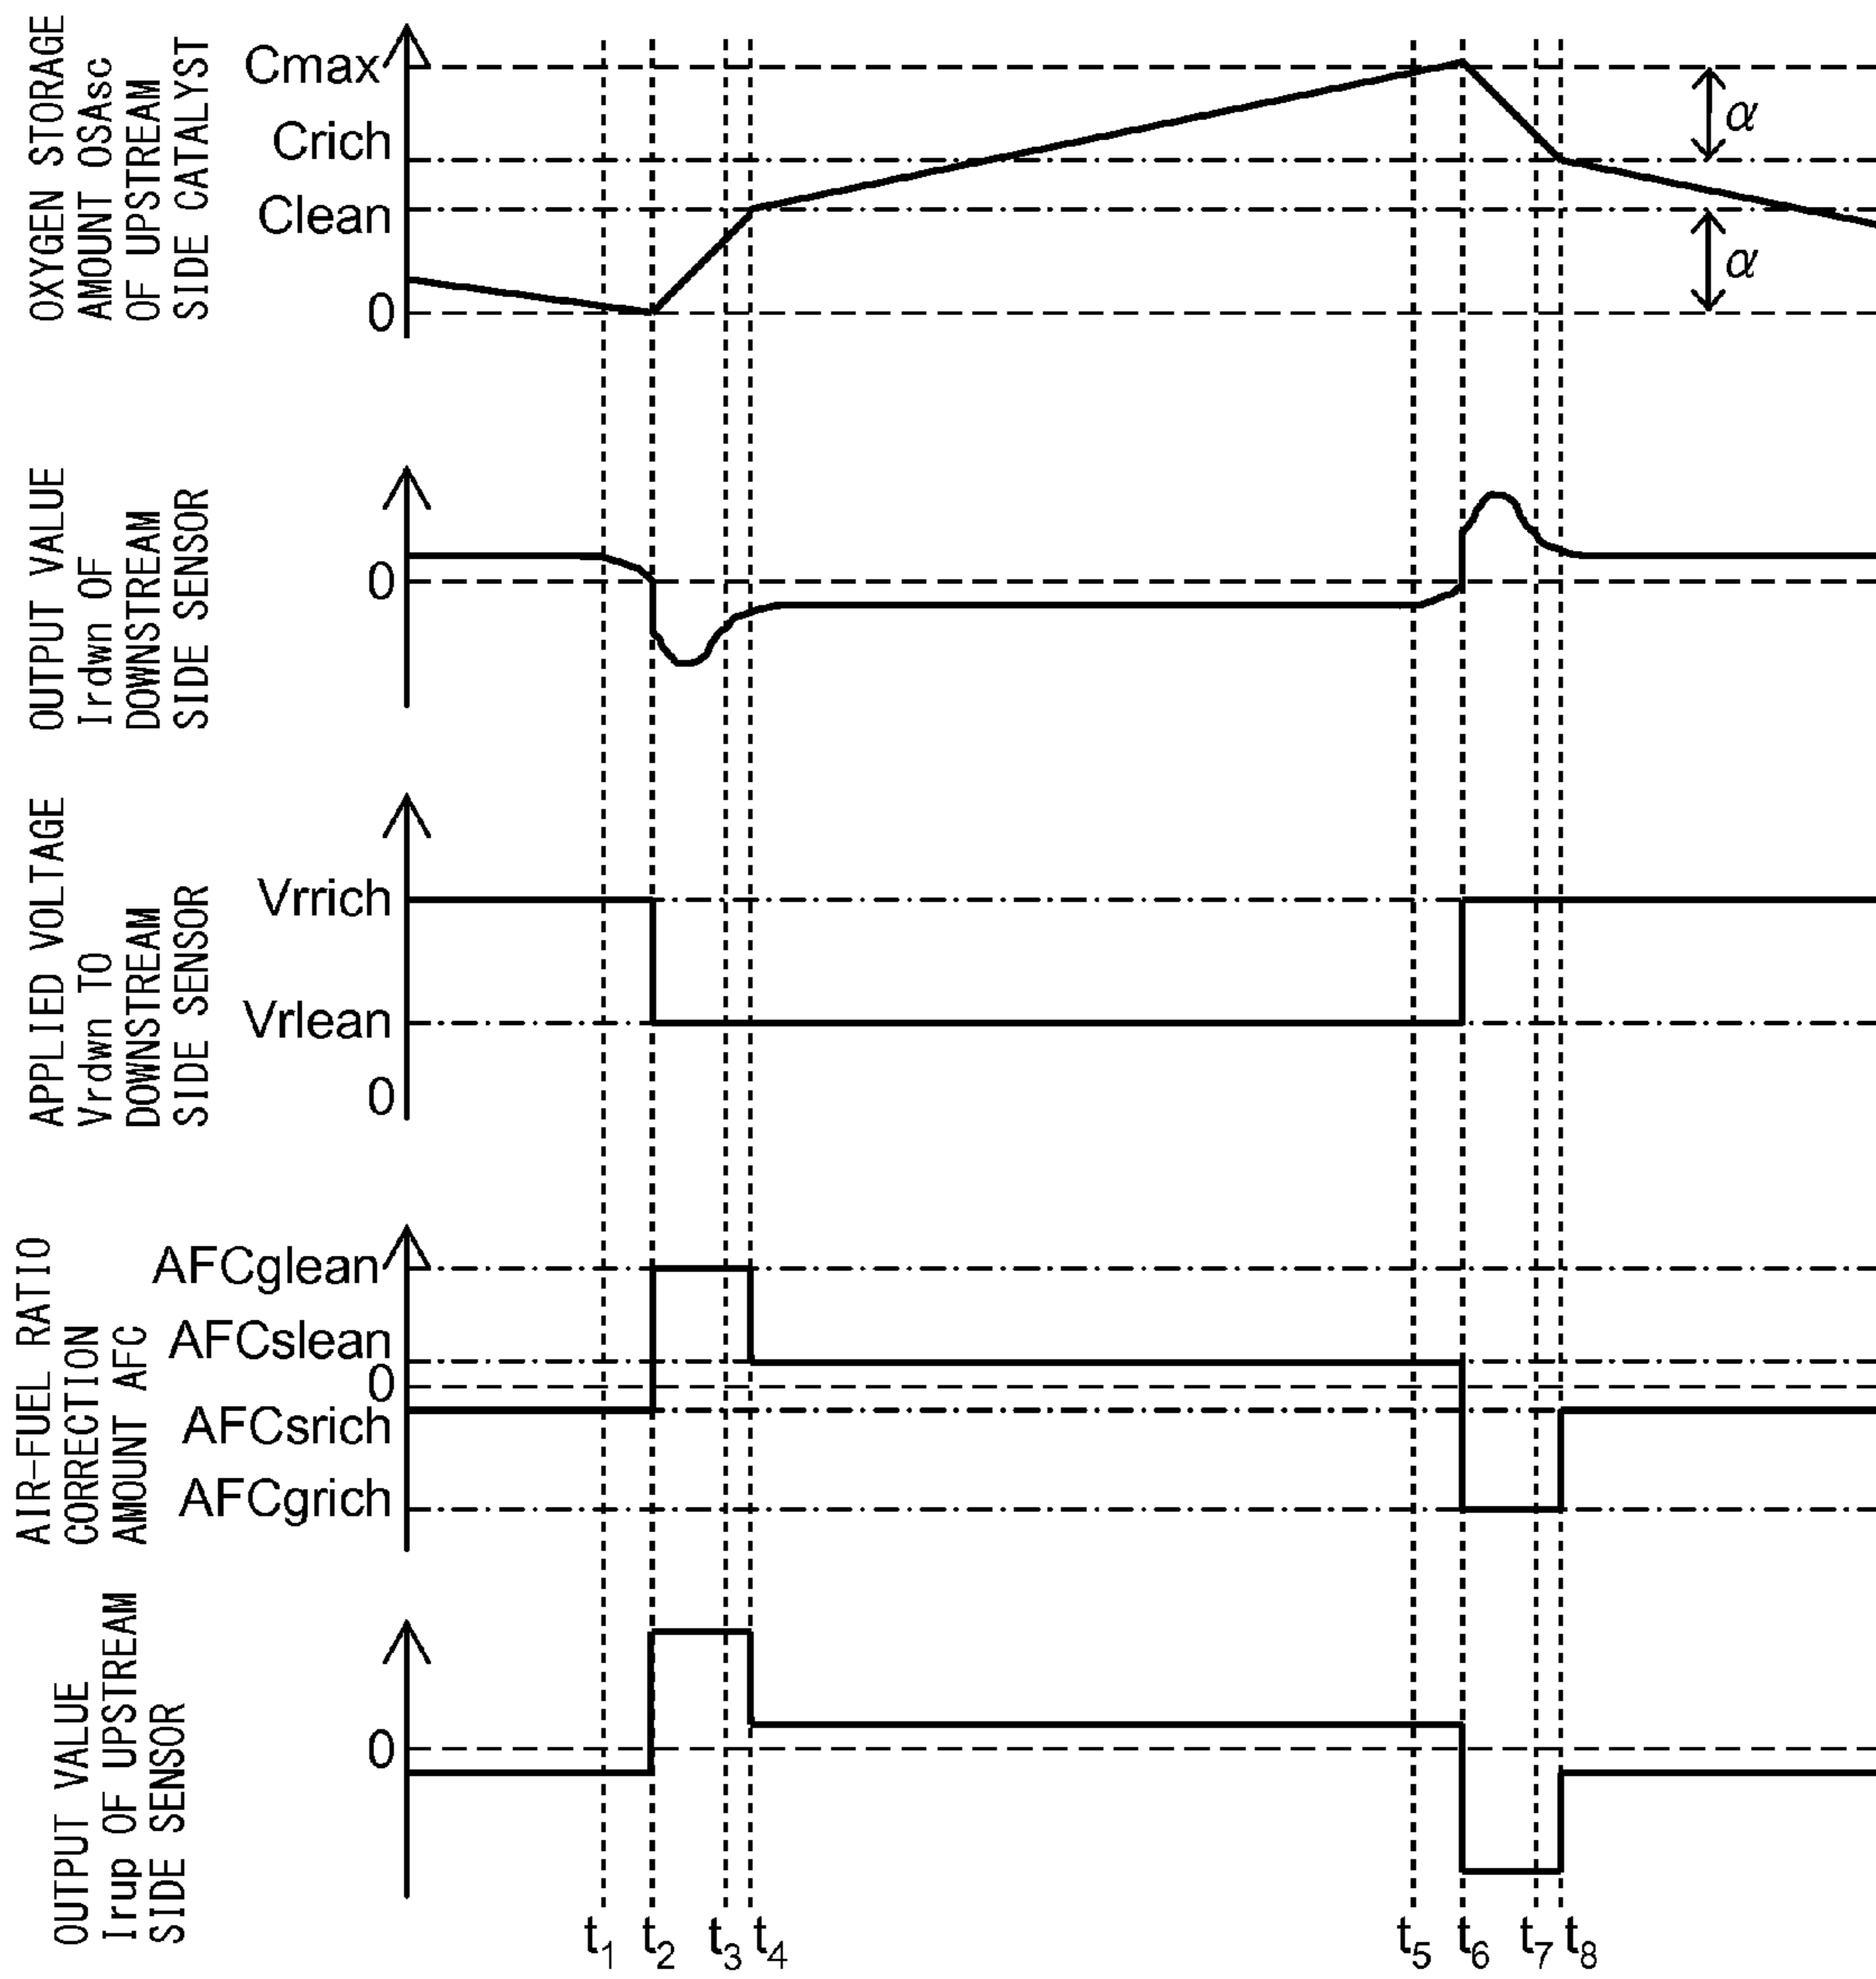 OXYGEN STORAGE
AMOUNT OSAsc
OF UPSTREAM
SIDE CATALYST
Cmax
Crich
Clean
0
α
α
OUTPUT VALUE
Irdwn OF
DOWNSTREAM
SIDE SENSOR
0
APPLIED VOLTAGE
Vrdwn TO
DOWNSTREAM
SIDE SENSOR
Vrrich
Vrlean
0
AIR-FUEL RATIO
CORRECTION
AMOUNT AFC
AFCglean
AFCslean
0
AFCsrich
AFCgrich
OUTPUT VALUE
Irup OF UPSTREAM
SIDE SENSOR
0
t1 t2 t3 t4 t5 t6 t7 t8